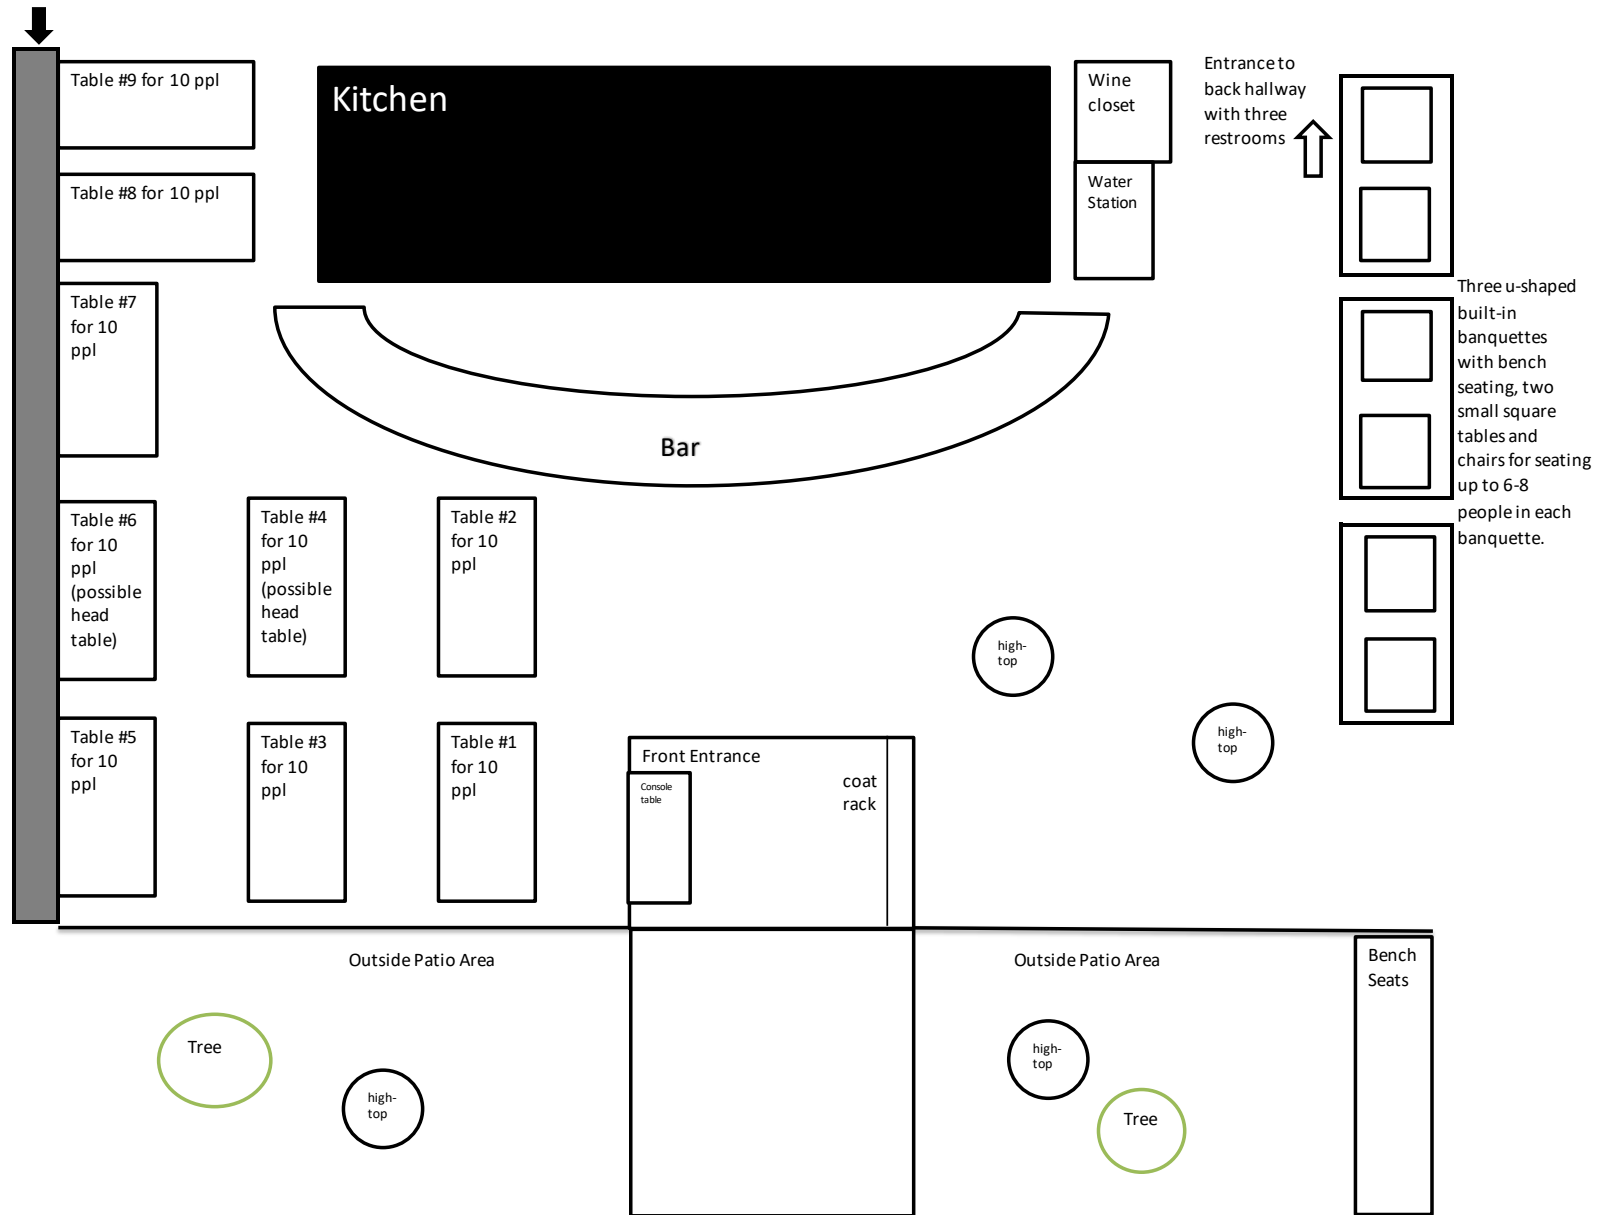 Table #9 for 10 ppl
Kitchen
Wine
closet
Entrance to
back hallway
with three
restrooms
Table #8 for 10 ppl
Water
Station
Table #7
for 10
ppl
Three u-shaped
built-in
banquettes
with bench
seating, two
small square
tables and
chairs for seating
up to 6-8
people in each
banquette.
Bar
Table #6
for 10
ppl
(possible
head
table)
Table #4
for 10
ppl
(possible
head
table)
Table #2
for 10
ppl
high-
top
high-
top
Table #5
for 10
ppl
Table #3
for 10
ppl
Table #1
for 10
ppl
Front Entrance
Console
table
coat
rack
Outside Patio Area
Outside Patio Area
Bench
Seats
Tree
high-
top
high-
top
Tree